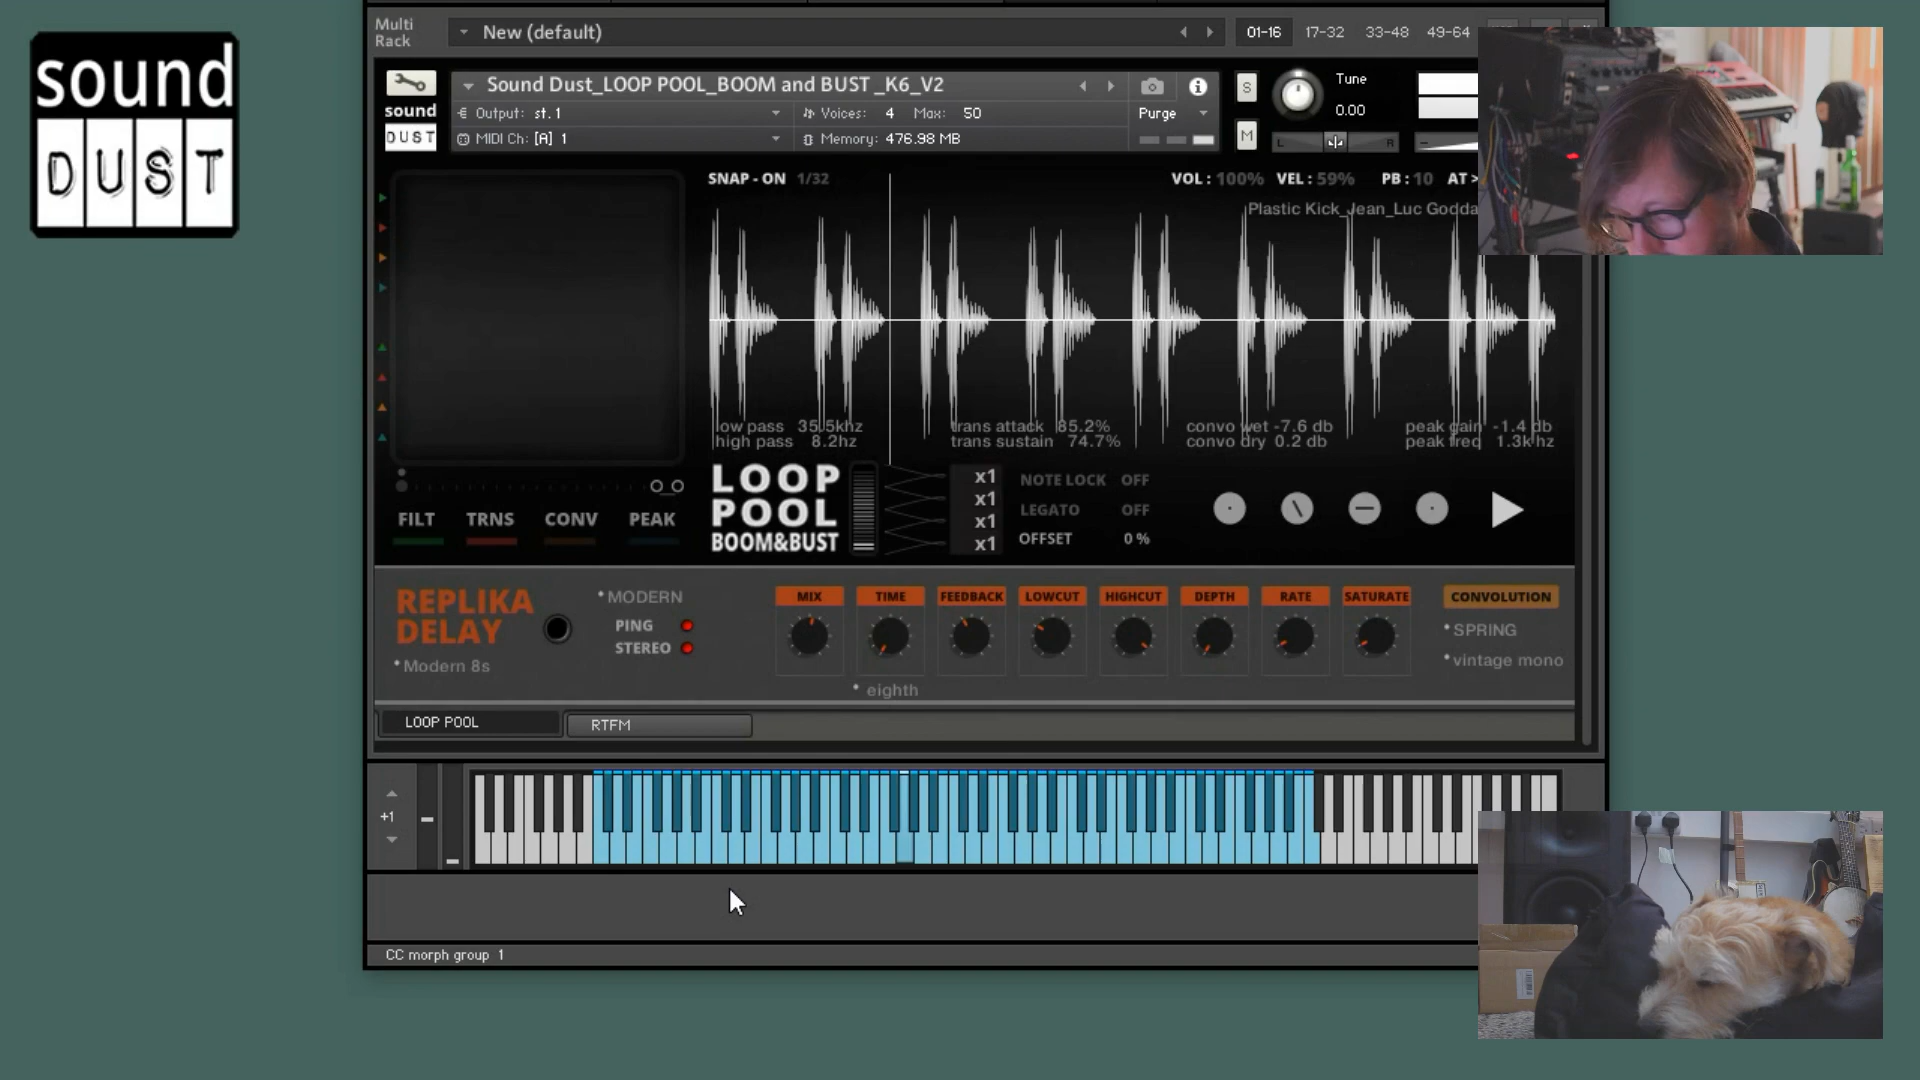 sound
DUST
Multi
Rack
New (default)
01-16 17-32 33-48 49-64
Sound Dust_LOOP POOL_BOOM and BUST_K6_V2
sound
DUST
Output: st.1
Voices: 4 Max: 50
Purge
MIDI Ch: [A] 1
Memory: 476.98 MB
S
M
Tune
0.00
L R
SNAP - ON 1/32
VOL : 100% VEL : 59% PB : 10 AT >
Plastic Kick_Jean_Luc Godda
low pass 35.5khz
high pass 8.2hz
trans attack 85.2%
trans sustain 74.7%
convo wet -7.6 db
convo dry 0.2 db
peak gain -1.4 db
peak freq 1.3k hz
FILT TRNS CONV PEAK
LOOP
POOL
BOOM&BUST
x1
x1
x1
x1
NOTE LOCK OFF
LEGATO OFF
OFFSET 0 %
REPLIKA
DELAY
Modern 8s
MODERN
PING
STEREO
MIX TIME FEEDBACK LOWCUT HIGHCUT DEPTH RATE SATURATE
eighth
CONVOLUTION
SPRING
vintage mono
LOOP POOL
RTFM
+1
CC morph group 1